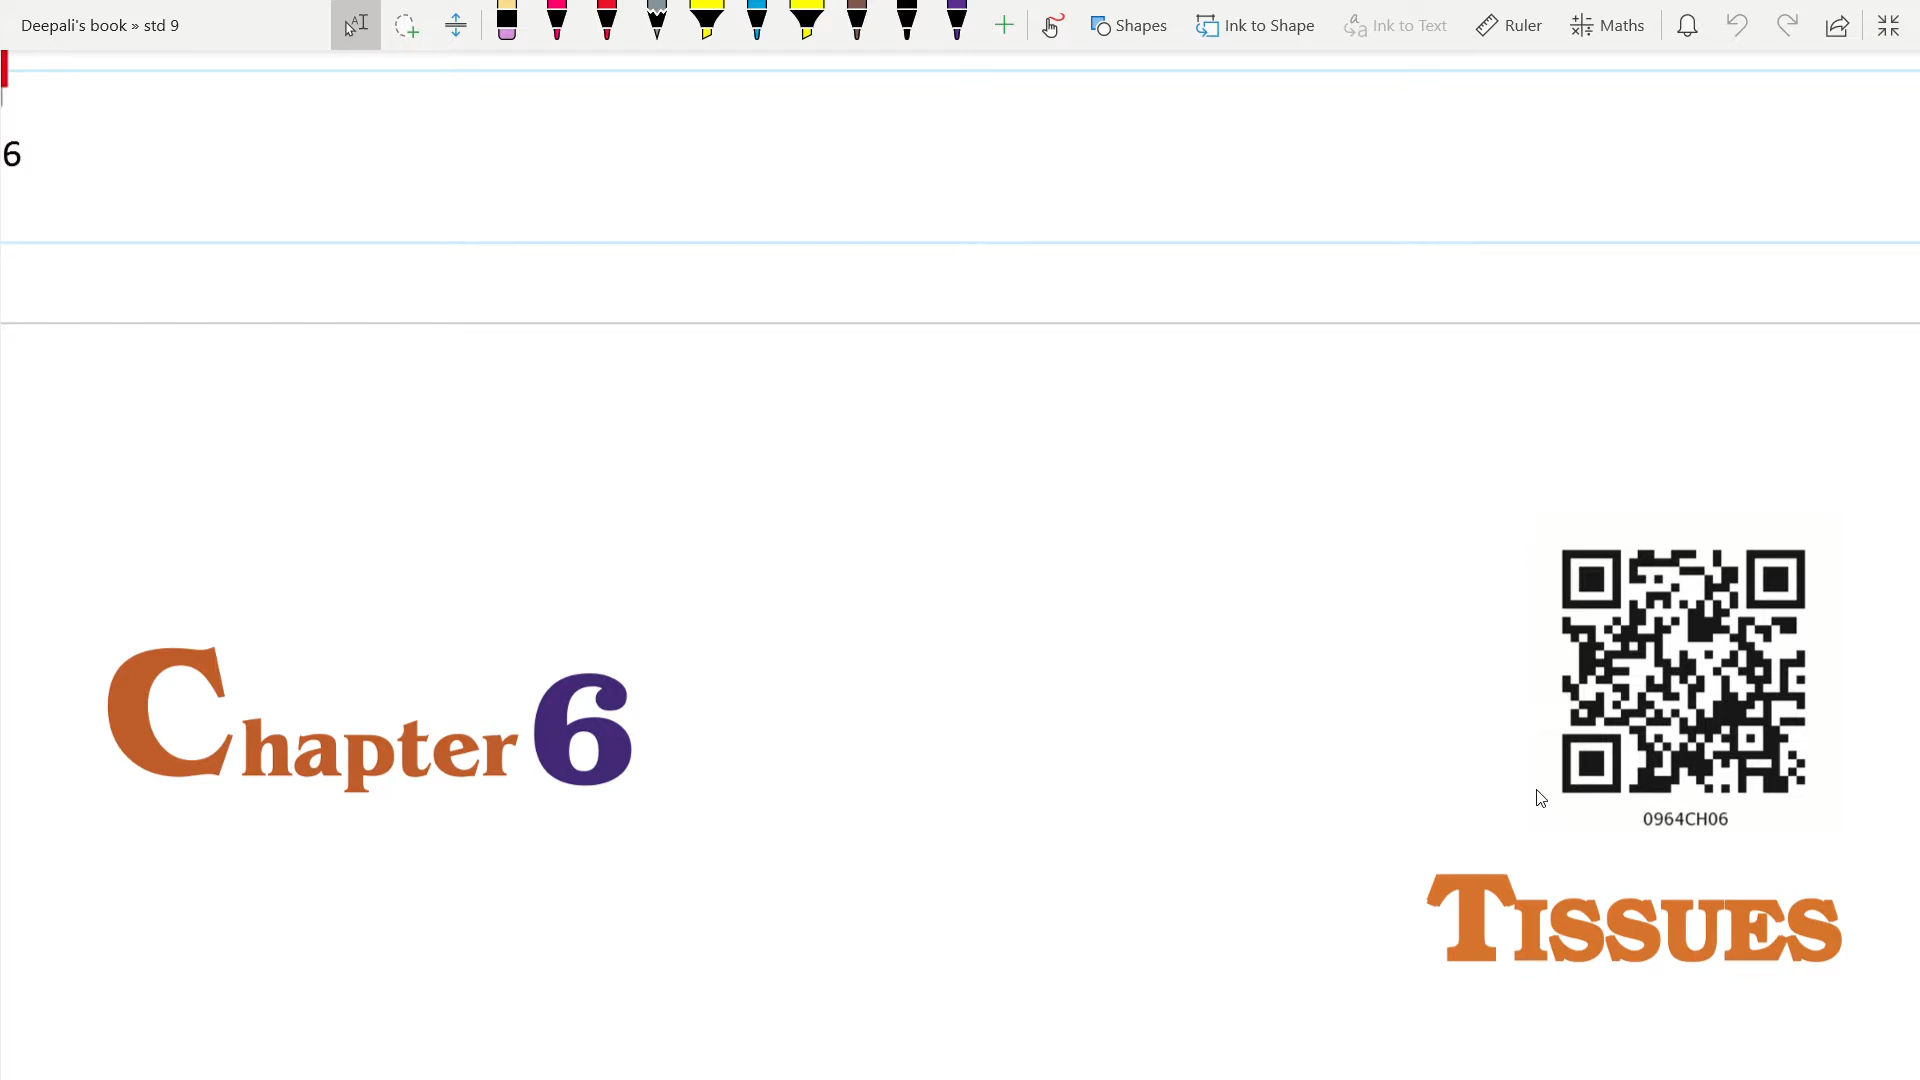 Deepali's book » std 9
Shapes
Ink to Shape
Ink to Text
Ruler
Maths
6
Chapter 6
0964CH06
TISSUES